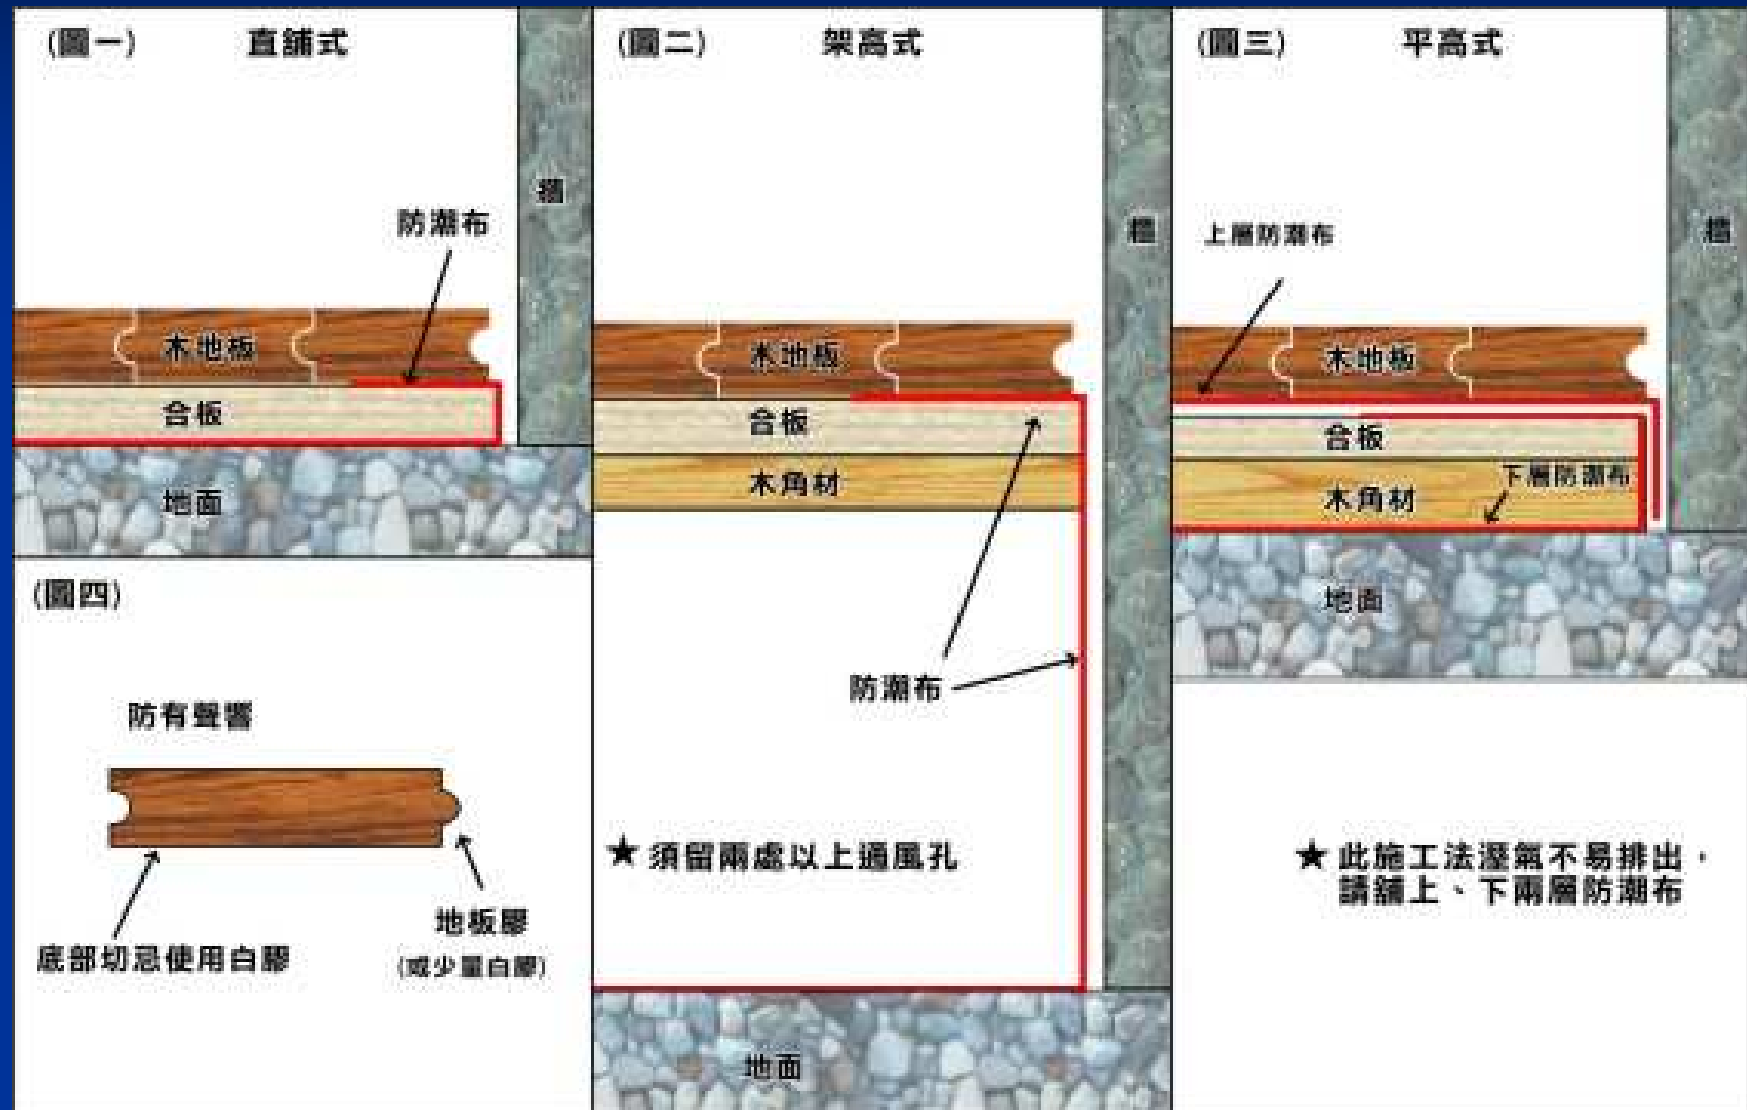 (圖一) 直舖式
牆
防潮布
木地板
合板
地面
(圖二) 架高式
牆
木地板
合板
木角材
防潮布
★ 須留兩處以上通風孔
地面
(圖三) 平高式
牆
上層防潮布
木地板
合板
下層防潮布
木角材
地面
★ 此施工法溼氣不易排出，
請舖上、下兩層防潮布
(圖四)
防有聲響
地板膠
(或少量白膠)
底部切忌使用白膠